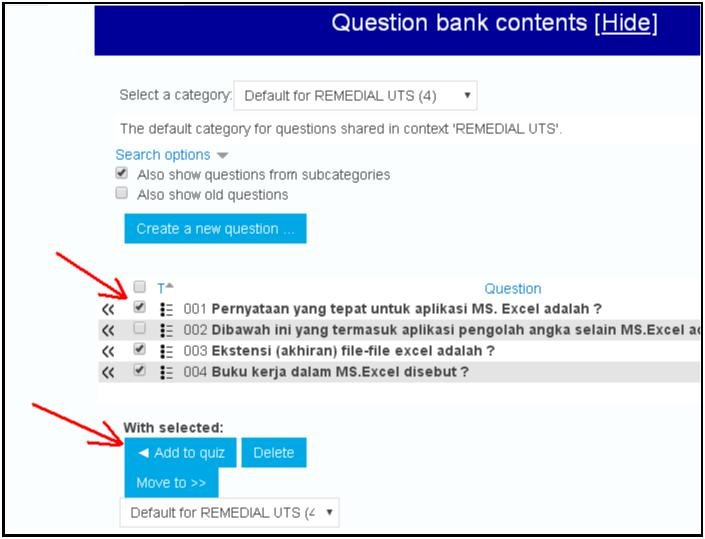 Question bank contents [Hide]
Select a category: Default for REMEDIAL UTS (4)
The default category for questions shared in context 'REMEDIAL UTS'.
Search options
Also show questions from subcategories
Also show old questions
Create a new question ...
T Question
001 Pernyataan yang tepat untuk aplikasi MS. Excel adalah ?
002 Dibawah ini yang termasuk aplikasi pengolah angka selain MS.Excel
003 Ekstensi (akhiran) file-file excel adalah ?
004 Buku kerja dalam MS.Excel disebut ?
With selected:
Add to quiz Delete
Move to >>
Default for REMEDIAL UTS